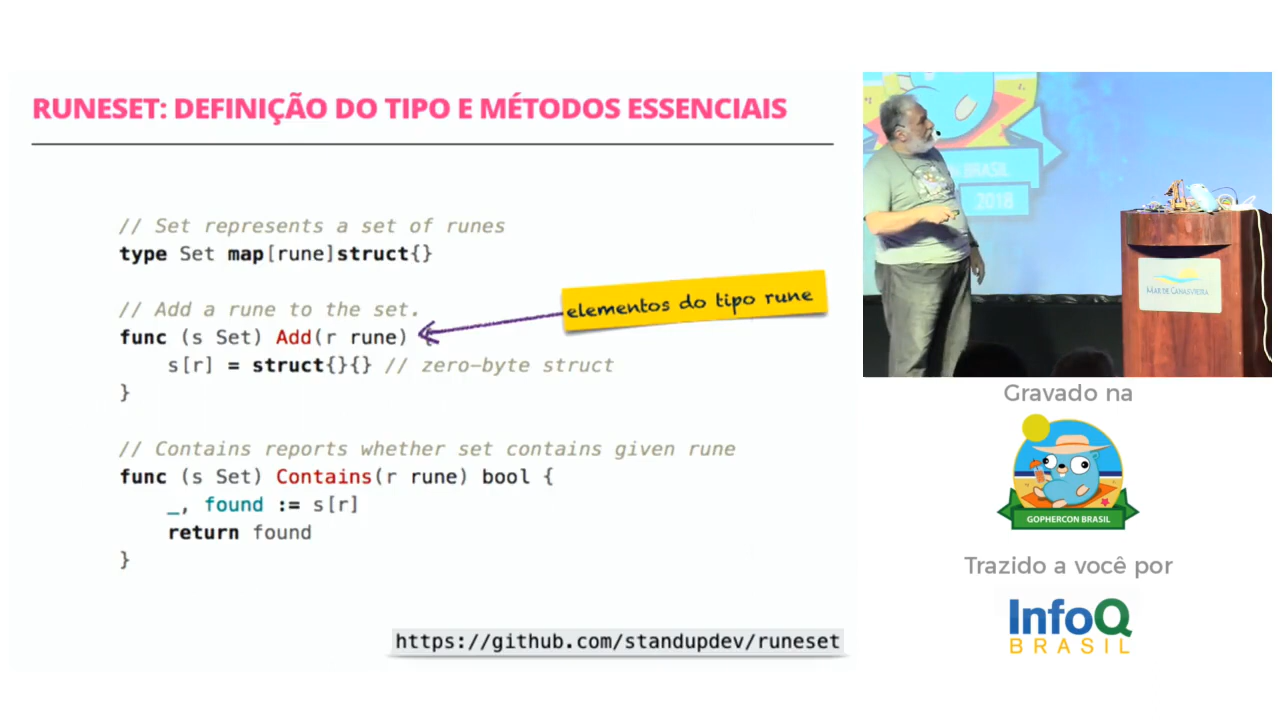 RUNESET: DEFINIÇÃO DO TIPO E MÉTODOS ESSENCIAIS
// Set represents a set of runes
type Set map[rune]struct{}
// Add a rune to the set.
func (s Set) Add(r rune)
elementos do tipo rune
s[r] = struct{}{} // zero-byte struct
}
// Contains reports whether set contains given rune
func (s Set) Contains(r rune) bool {
_, found := s[r]
return found
}
https://github.com/standupdev/runeset
BRASIL
2018
MAR DE CANASVIEIRA
Gravado na
GOPHERCON BRASIL
Trazido a você por
InfoQ
BRASIL